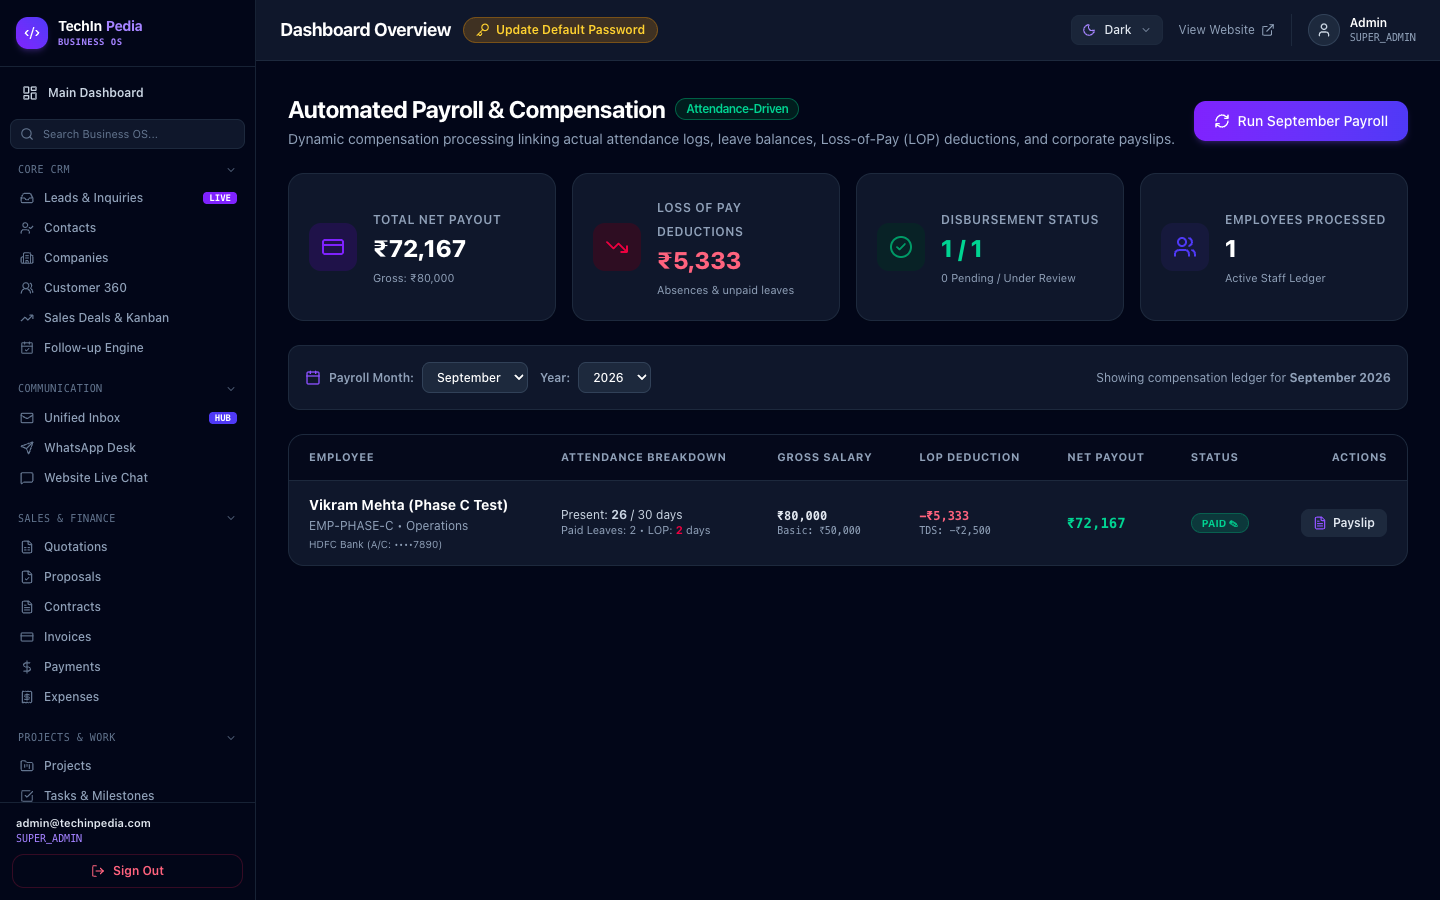 TechIn Pedia
BUSINESS OS
Main Dashboard
Search Business OS...
CORE CRM
Leads & Inquiries LIVE
Contacts
Companies
Customer 360
Sales Deals & Kanban
Follow-up Engine
COMMUNICATION
Unified Inbox HUB
WhatsApp Desk
Website Live Chat
SALES & FINANCE
Quotations
Proposals
Contracts
Invoices
Payments
Expenses
PROJECTS & WORK
Projects
Tasks & Milestones
admin@techinpedia.com
SUPER_ADMIN
Sign Out
Dashboard Overview
Update Default Password
Dark
View Website
Admin
SUPER_ADMIN
Automated Payroll & Compensation
Attendance-Driven
Dynamic compensation processing linking actual attendance logs, leave balances, Loss-of-Pay (LOP) deductions, and corporate payslips.
Run September Payroll
TOTAL NET PAYOUT
₹72,167
Gross: ₹80,000
LOSS OF PAY
DEDUCTIONS
₹5,333
Absences & unpaid leaves
DISBURSEMENT STATUS
1 / 1
0 Pending / Under Review
EMPLOYEES PROCESSED
1
Active Staff Ledger
Payroll Month: September Year: 2026
Showing compensation ledger for September 2026
EMPLOYEE ATTENDANCE BREAKDOWN GROSS SALARY LOP DEDUCTION NET PAYOUT STATUS ACTIONS
Vikram Mehta (Phase C Test)
EMP-PHASE-C • Operations
HDFC Bank (A/C: ••••7890)
Present: 26 / 30 days
Paid Leaves: 2 • LOP: 2 days
₹80,000
Basic: ₹50,000
−₹5,333
TDS: −₹2,500
₹72,167
PAID ✎
Payslip